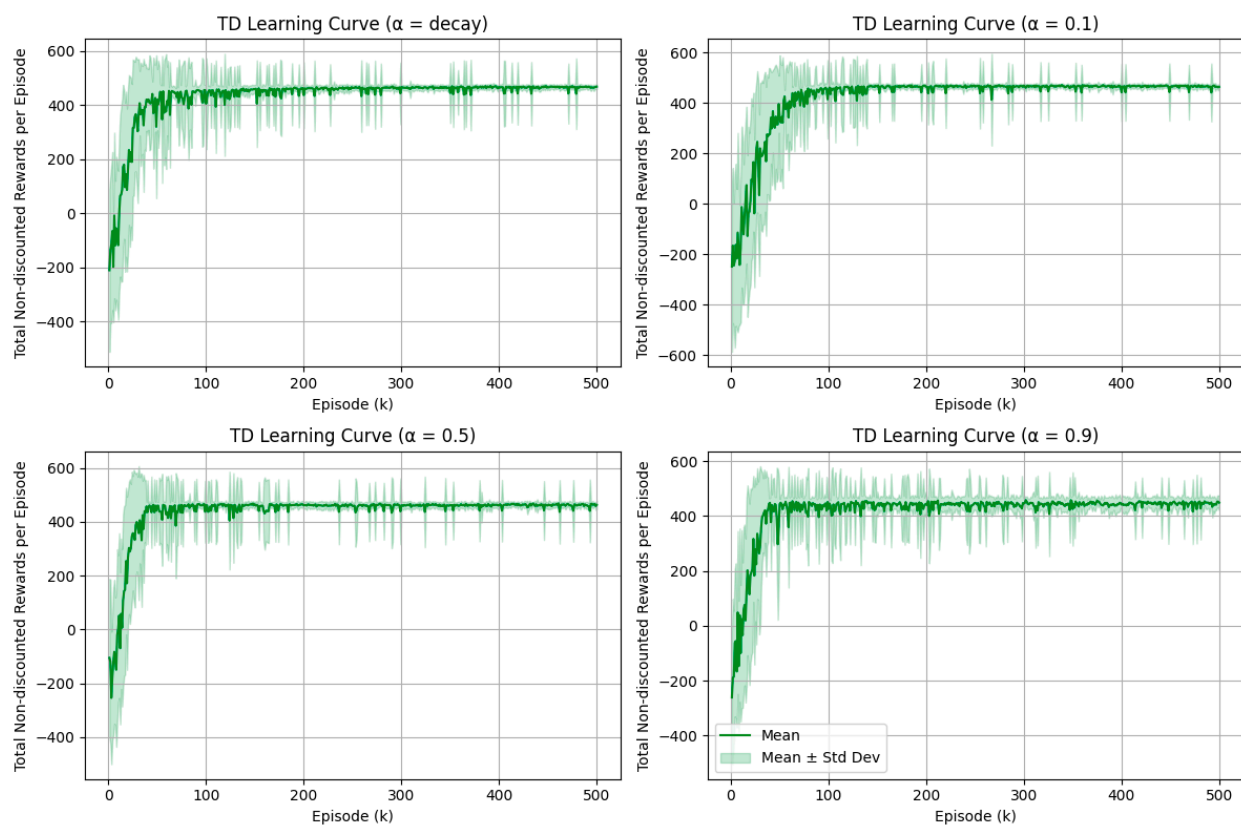 TD Learning Curve (α = decay)
Total Non-discounted Rewards per Episode
600
400
200
0
−200
−400
0 100 200 300 400 500
Episode (k)
TD Learning Curve (α = 0.1)
Total Non-discounted Rewards per Episode
600
400
200
0
−200
−400
−600
0 100 200 300 400 500
Episode (k)
TD Learning Curve (α = 0.5)
Total Non-discounted Rewards per Episode
600
400
200
0
−200
−400
0 100 200 300 400 500
Episode (k)
TD Learning Curve (α = 0.9)
Total Non-discounted Rewards per Episode
600
400
200
0
−200
−400
Mean
Mean ± Std Dev
0 100 200 300 400 500
Episode (k)